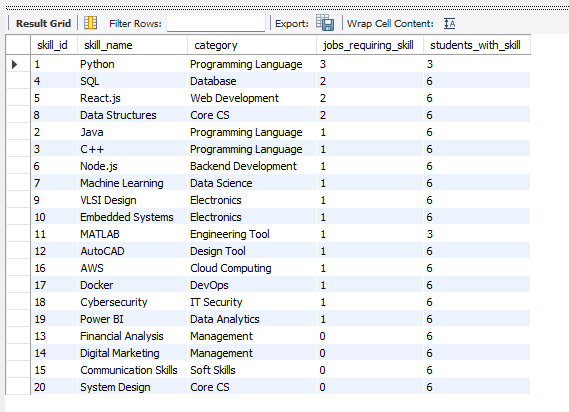 Result Grid Filter Rows: Export: Wrap Cell Content:
skill_id skill_name category jobs_requiring_skill students_with_skill
1 Python Programming Language 3 3
4 SQL Database 2 6
5 React.js Web Development 2 6
8 Data Structures Core CS 2 6
2 Java Programming Language 1 6
3 C++ Programming Language 1 6
6 Node.js Backend Development 1 6
7 Machine Learning Data Science 1 6
9 VLSI Design Electronics 1 6
10 Embedded Systems Electronics 1 6
11 MATLAB Engineering Tool 1 3
12 AutoCAD Design Tool 1 6
16 AWS Cloud Computing 1 6
17 Docker DevOps 1 6
18 Cybersecurity IT Security 1 6
19 Power BI Data Analytics 1 6
13 Financial Analysis Management 0 6
14 Digital Marketing Management 0 6
15 Communication Skills Soft Skills 0 6
20 System Design Core CS 0 6